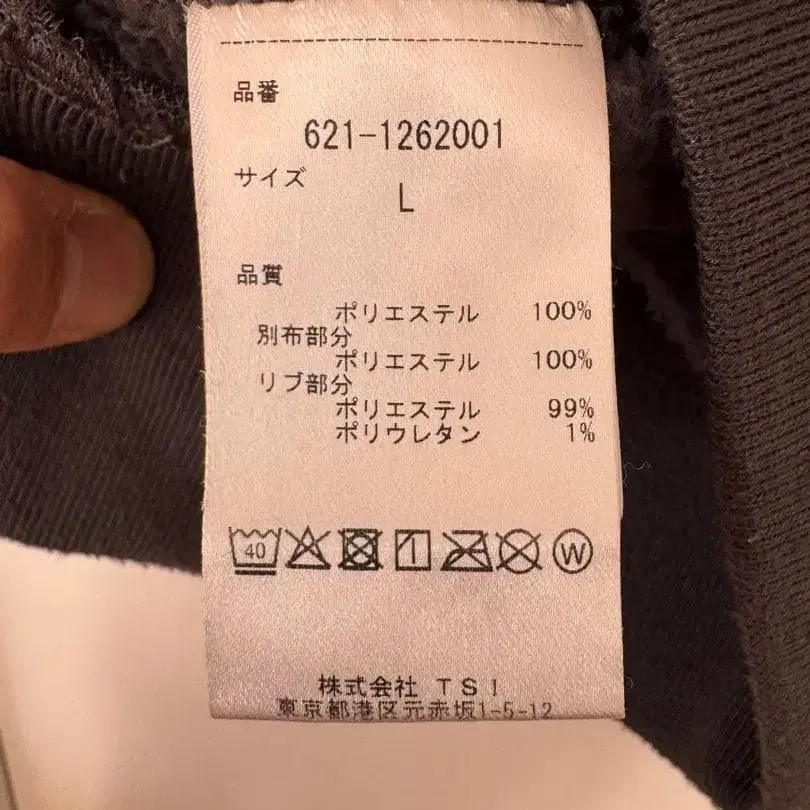 品番
621-1262001
サイズ
L
品質
ポリエステル 100%
別布部分
ポリエステル 100%
リブ部分
ポリエステル 99%
ポリウレタン 1%
40 W
株式会社 TSI
東京都港区元赤坂1-5-12